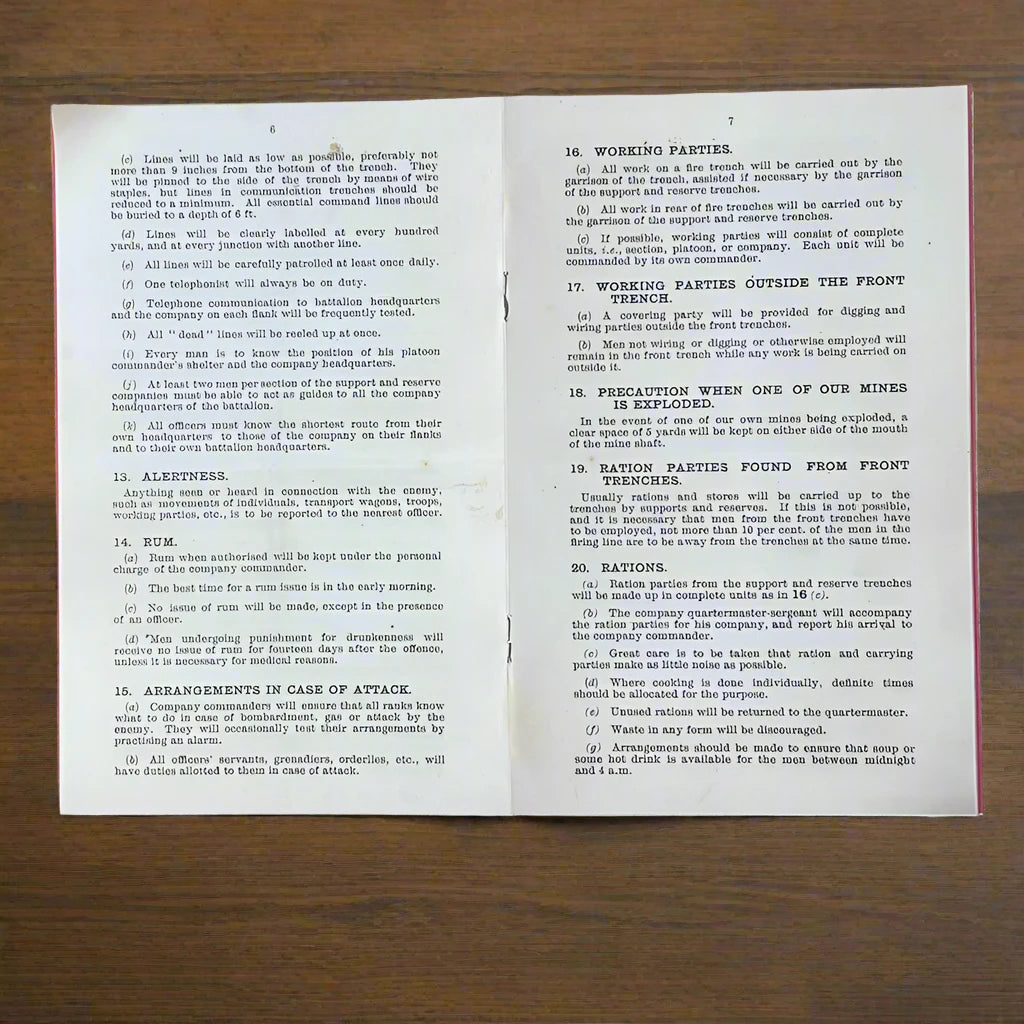 6
(c) Lines will be laid as low as possible, preferably not
more than 9 inches from the bottom of the trench. They
will be pinned to the side of the trench by means of wire
staples, but lines in communication trenches should be
reduced to a minimum. All essential command lines should
be buried to a depth of 6 ft.
(d) Lines will be clearly labelled at every hundred
yards, and at every junction with another line.
(e) All lines will be carefully patrolled at least once daily.
(f) One telephonist will always be on duty.
(g) Telephone communication to battalion headquarters
and the company on each flank will be frequently tested.
(h) All "dead" lines will be reeled up at once.
(i) Every man is to know the position of his platoon
commander's shelter and the company headquarters.
(j) At least two men per section of the support and reserve
companies must be able to act as guides to all the company
headquarters of the battalion.
(k) All officers must know the shortest route from their
own headquarters to those of the company on their flanks
and to their own battalion headquarters.
13. ALERTNESS.
Anything seen or heard in connection with the enemy,
such as movements of individuals, transport wagons, troops,
working parties, etc., is to be reported to the nearest officer.
14. RUM.
(a) Rum when authorised will be kept under the personal
charge of the company commander.
(b) The best time for a rum issue is in the early morning.
(c) No issue of rum will be made, except in the presence
of an officer.
(d) Men undergoing punishment for drunkenness will
receive no issue of rum for fourteen days after the offence,
unless it is necessary for medical reasons.
15. ARRANGEMENTS IN CASE OF ATTACK.
(a) Company commanders will ensure that all ranks know
what to do in case of bombardment, gas or attack by the
enemy. They will occasionally test their arrangements by
practising an alarm.
(b) All officers' servants, grenadiers, orderlies, etc., will
have duties allotted to them in case of attack.
7
16. WORKING PARTIES.
(a) All work on a fire trench will be carried out by the
garrison of the trench, assisted if necessary by the garrison
of the support and reserve trenches.
(b) All work in rear of fire trenches will be carried out by
the garrison of the support and reserve trenches.
(c) If possible, working parties will consist of complete
units, i.e., section, platoon, or company. Each unit will be
commanded by its own commander.
17. WORKING PARTIES OUTSIDE THE FRONT
TRENCH.
(a) A covering party will be provided for digging and
wiring parties outside the front trenches.
(b) Men not wiring or digging or otherwise employed will
remain in the front trench while any work is being carried on
outside it.
18. PRECAUTION WHEN ONE OF OUR MINES
IS EXPLODED.
In the event of one of our own mines being exploded, a
clear space of 5 yards will be kept on either side of the mouth
of the mine shaft.
19. RATION PARTIES FOUND FROM FRONT
TRENCHES.
Usually rations and stores will be carried up to the
trenches by supports and reserves. If this is not possible,
and it is necessary that men from the front trenches have
to be employed, not more than 10 per cent. of the men in the
firing line are to be away from the trenches at the same time.
20. RATIONS.
(a) Ration parties from the support and reserve trenches
will be made up in complete units as in 16 (c).
(b) The company quartermaster-sergeant will accompany
the ration parties for his company, and report his arrival to
the company commander.
(c) Great care is to be taken that ration and carrying
parties make as little noise as possible.
(d) Where cooking is done individually, definite times
should be allocated for the purpose.
(e) Unused rations will be returned to the quartermaster.
(f) Waste in any form will be discouraged.
(g) Arrangements should be made to ensure that soup or
some hot drink is available for the men between midnight
and 4 a.m.